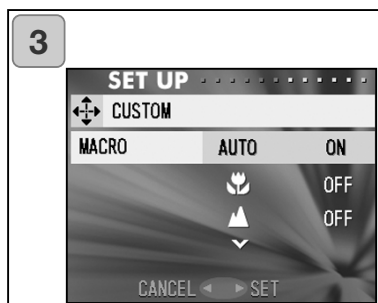 3
SET UP
CUSTOM
MACRO AUTO ON
OFF
OFF
CANCEL SET